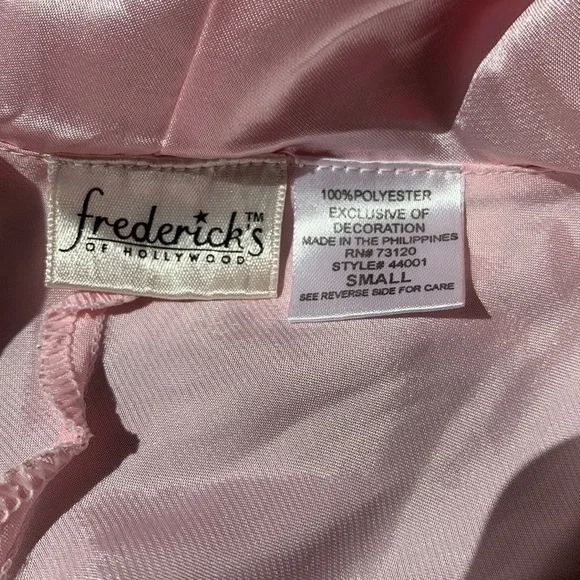 frederick's™
OF HOLLYWOOD
100%POLYESTER
EXCLUSIVE OF
DECORATION
MADE IN THE PHILIPPINES
RN# 73120
STYLE# 44001
SMALL
SEE REVERSE SIDE FOR CARE